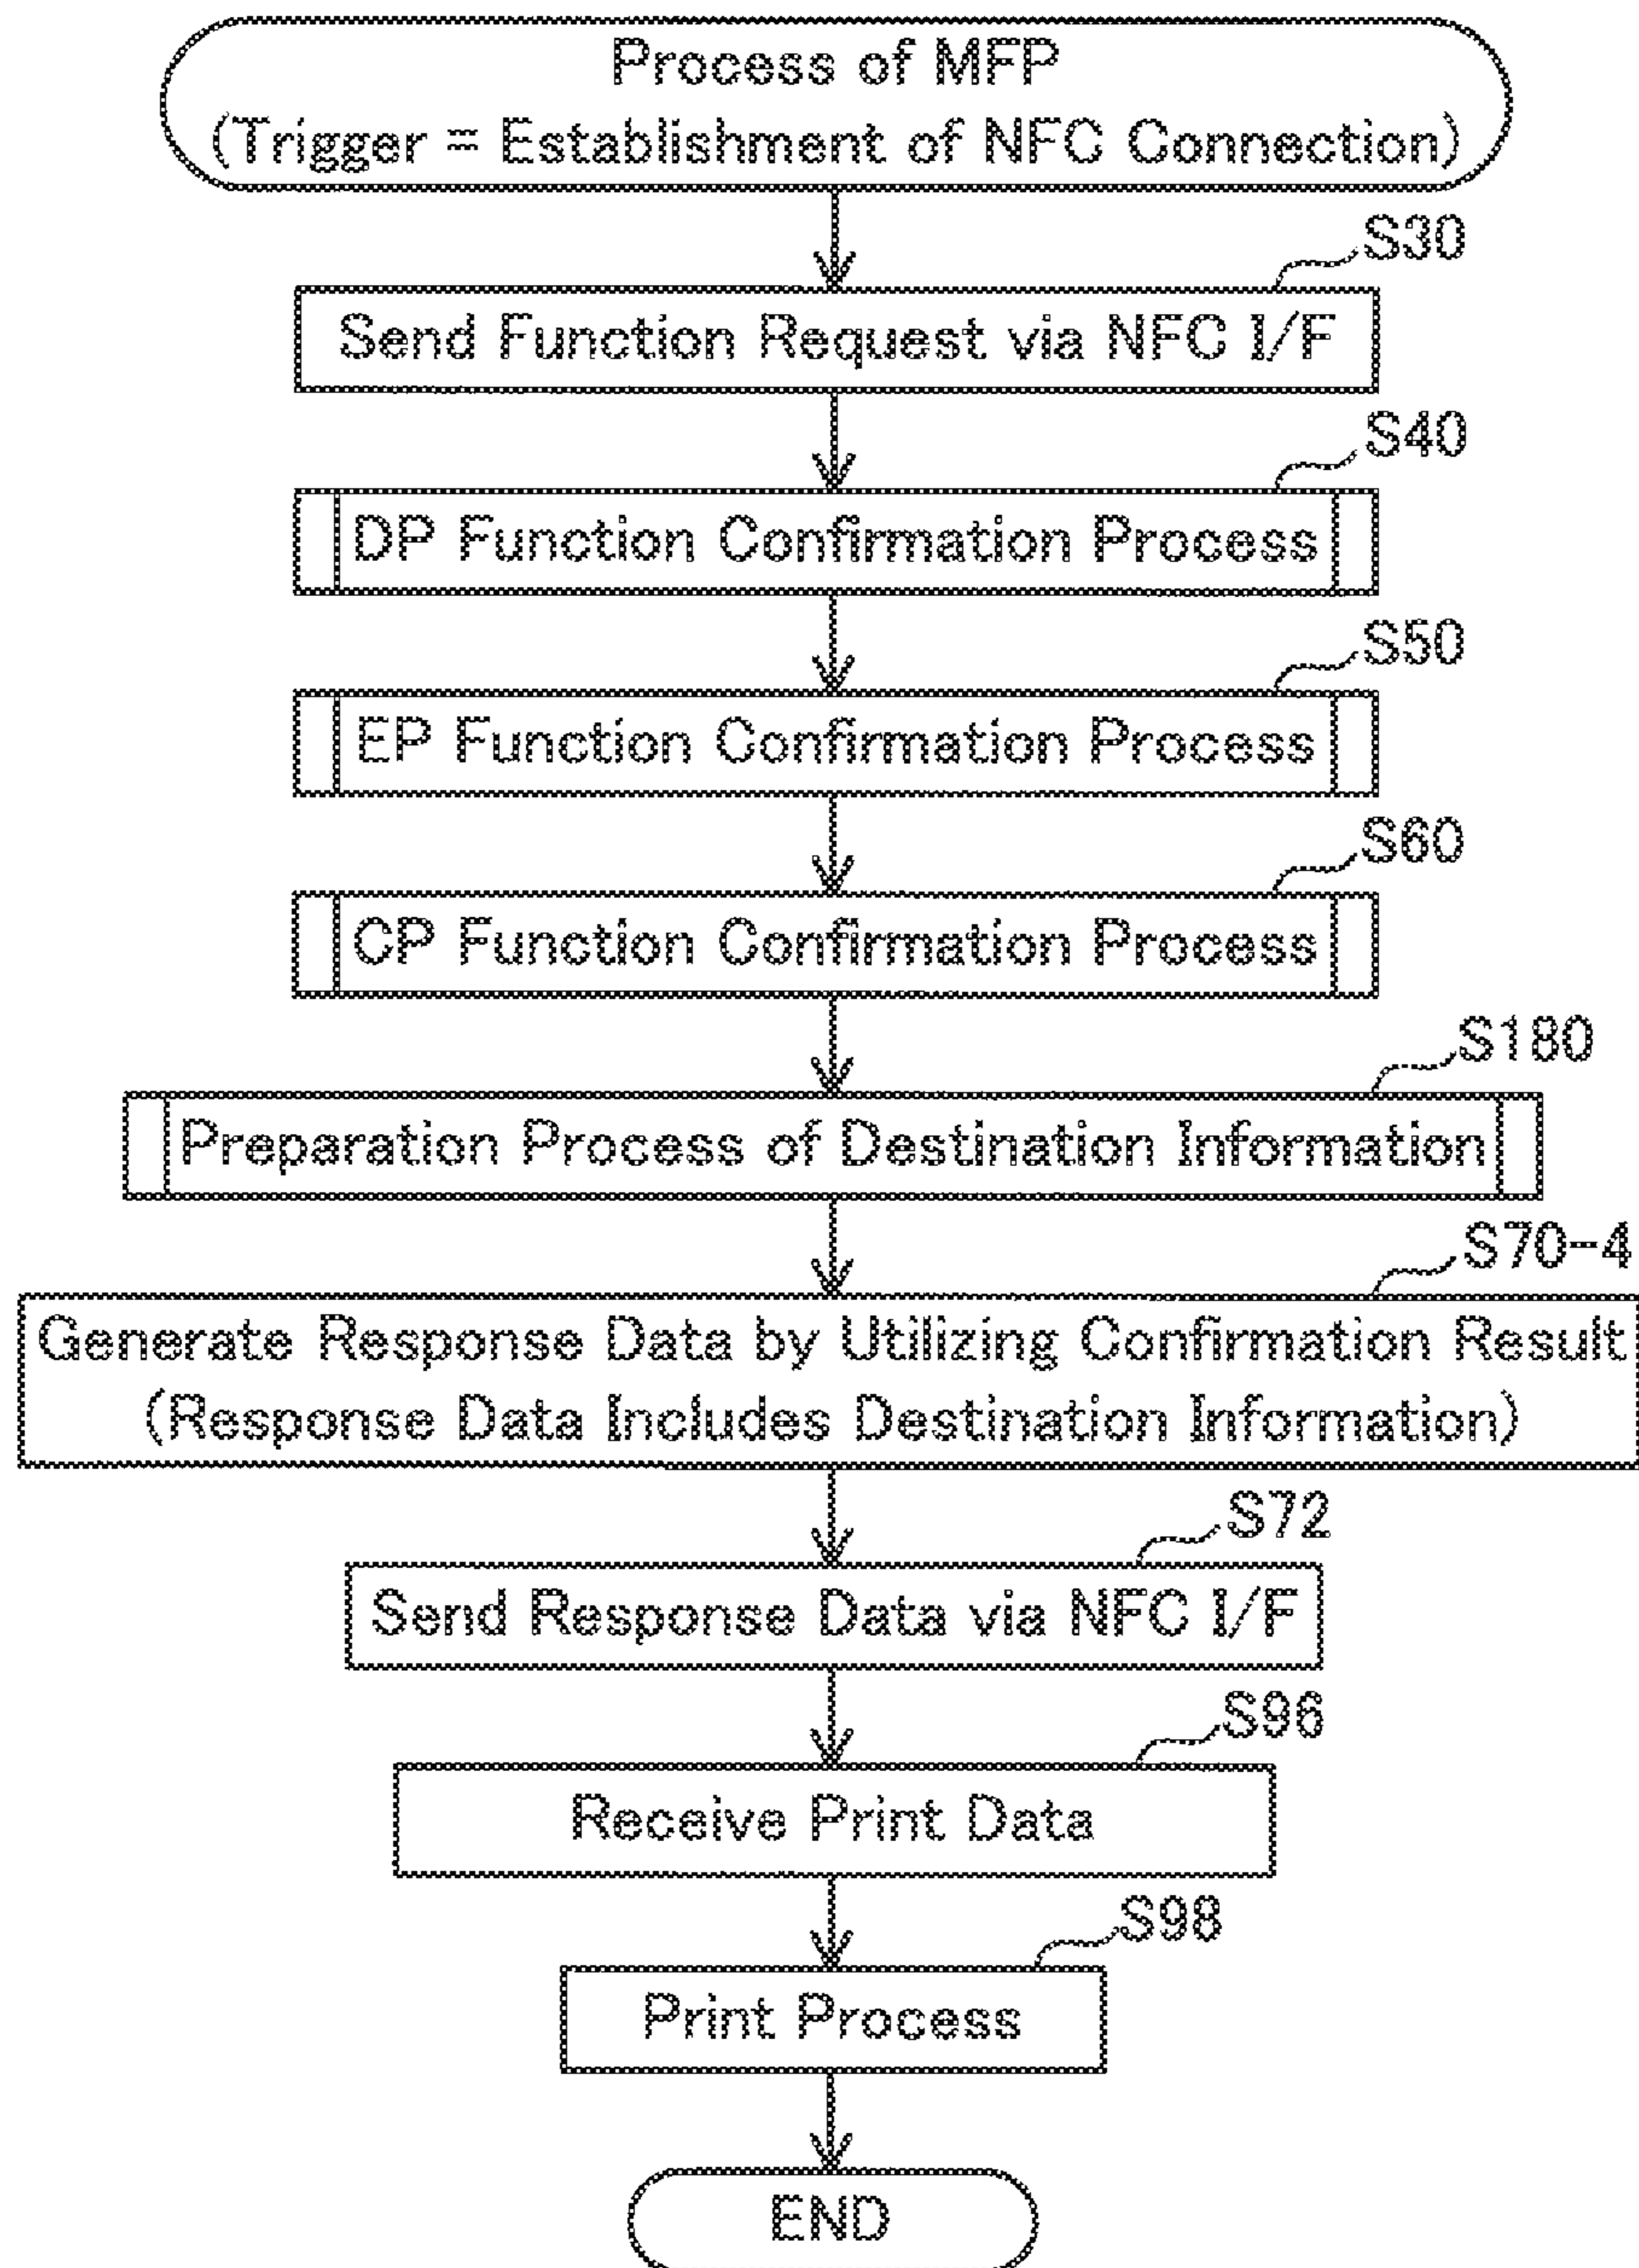 Process of MFP
(Trigger = Establishment of NFC Connection)
S30
Send Function Request via NFC I/F
S40
DP Function Confirmation Process
S50
EP Function Confirmation Process
S60
CP Function Confirmation Process
S180
Preparation Process of Destination Information
S70-4
Generate Response Data by Utilizing Confirmation Result
(Response Data Includes Destination Information)
S72
Send Response Data via NFC I/F
S96
Receive Print Data
S98
Print Process
END